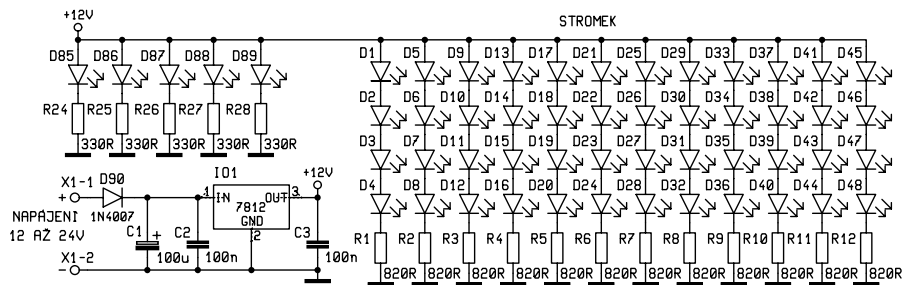 +12V
STROMEK
D85 D86 D87 D88 D89
D1 D5 D9 D13 D17 D21 D25 D29 D33 D37 D41 D45
D2 D6 D10 D14 D18 D22 D26 D30 D34 D38 D42 D46
R24 R25 R26 R27 R28
330R 330R 330R 330R 330R
D3 D7 D11 D15 D19 D23 D27 D31 D35 D39 D43 D47
D4 D8 D12 D16 D20 D24 D28 D32 D36 D40 D44 D48
X1-1 D90 IO1 +12V
+ 1 IN OUT 3
1N4007 7812
NAPÁJENÍ GND
12 AŽ 24V C1 + C2 2 C3
100u 100n 100n
X1-2
-
R1 R2 R3 R4 R5 R6 R7 R8 R9 R10 R11 R12
820R 820R 820R 820R 820R 820R 820R 820R 820R 820R 820R 820R